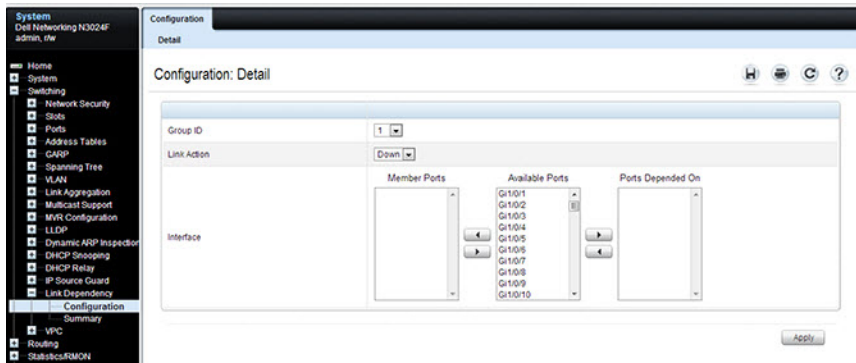 System
Dell Networking N3024F
admin, r/w
Home
System
Switching
Network Security
Slots
Ports
Address Tables
GARP
Spanning Tree
VLAN
Link Aggregation
Multicast Support
MVR Configuration
LLDP
Dynamic ARP Inspection
DHCP Snooping
DHCP Relay
IP Source Guard
Link Dependency
Configuration
Summary
VPC
Routing
Statistics/RMON
Configuration
Detail
Configuration: Detail
Group ID
1
Link Action
Down
Interface
Member Ports
Available Ports
Gi1/0/1
Gi1/0/2
Gi1/0/3
Gi1/0/4
Gi1/0/5
Gi1/0/6
Gi1/0/7
Gi1/0/8
Gi1/0/9
Gi1/0/10
Ports Depended On
Apply